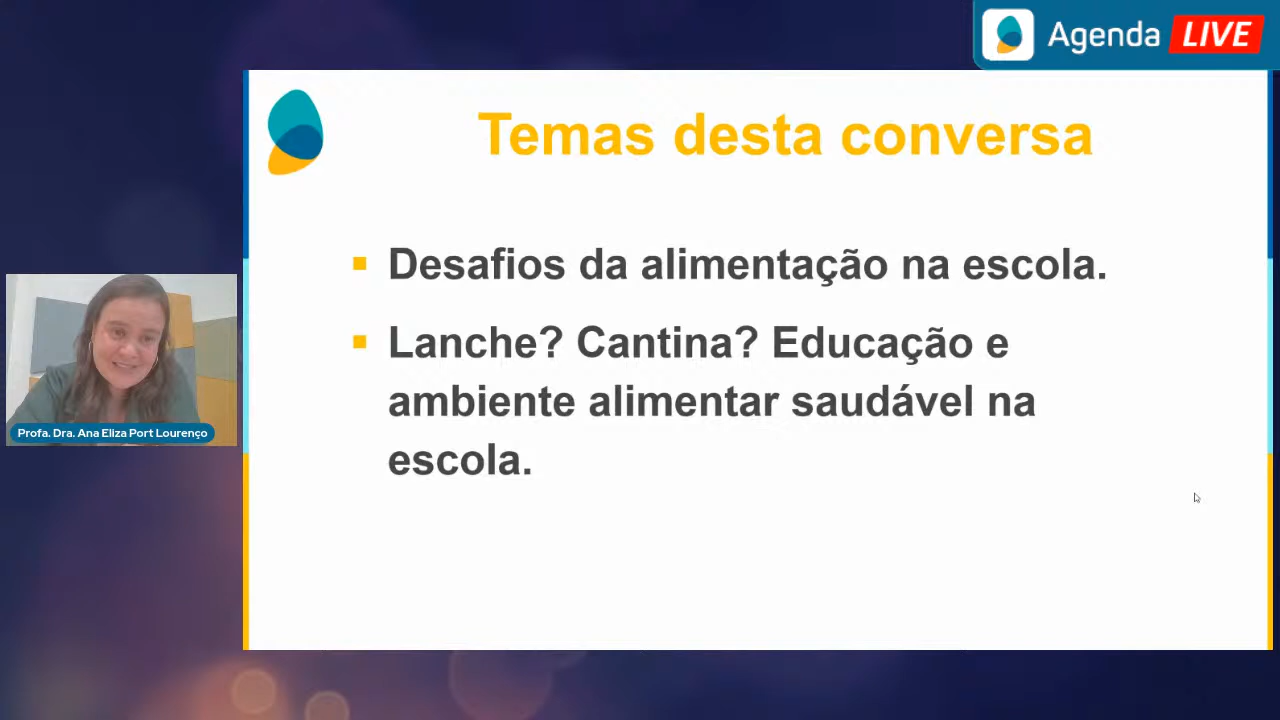 Agenda LIVE
Temas desta conversa
Desafios da alimentação na escola.
Lanche? Cantina? Educação e
ambiente alimentar saudável na
escola.
Profa. Dra. Ana Eliza Port Lourenço